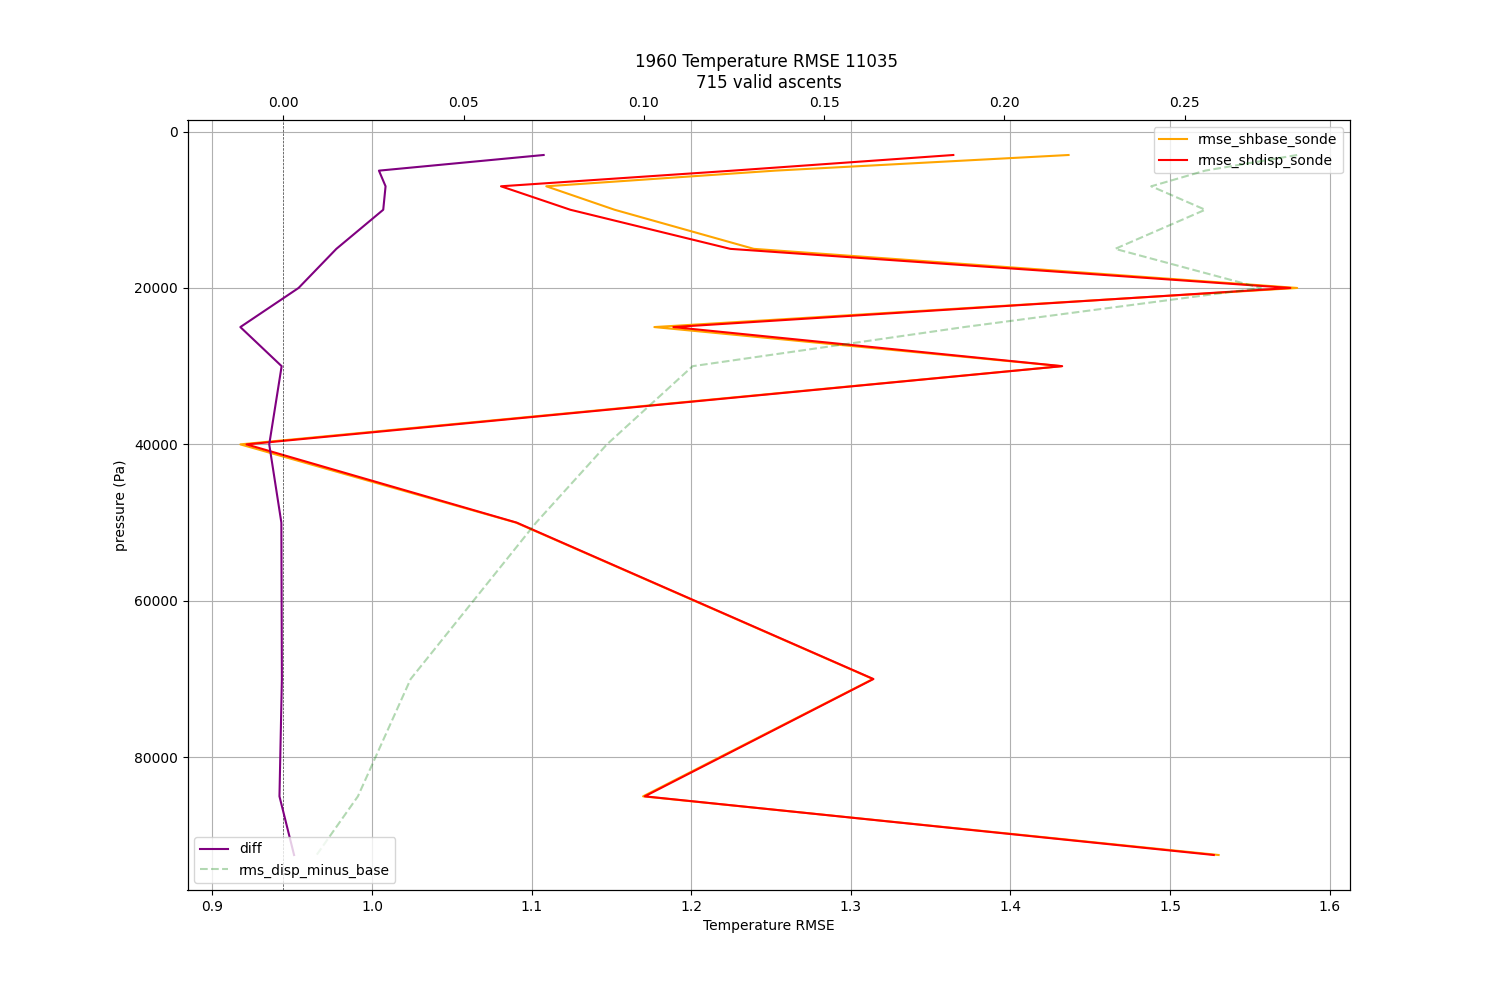 1960 Temperature RMSE 11035
715 valid ascents
0.00 0.05 0.10 0.15 0.20 0.25
rmse_shbase_sonde
rmse_shdisp_sonde
0
20000
40000
60000
80000
pressure (Pa)
diff
rms_disp_minus_base
0.9 1.0 1.1 1.2 1.3 1.4 1.5 1.6
Temperature RMSE